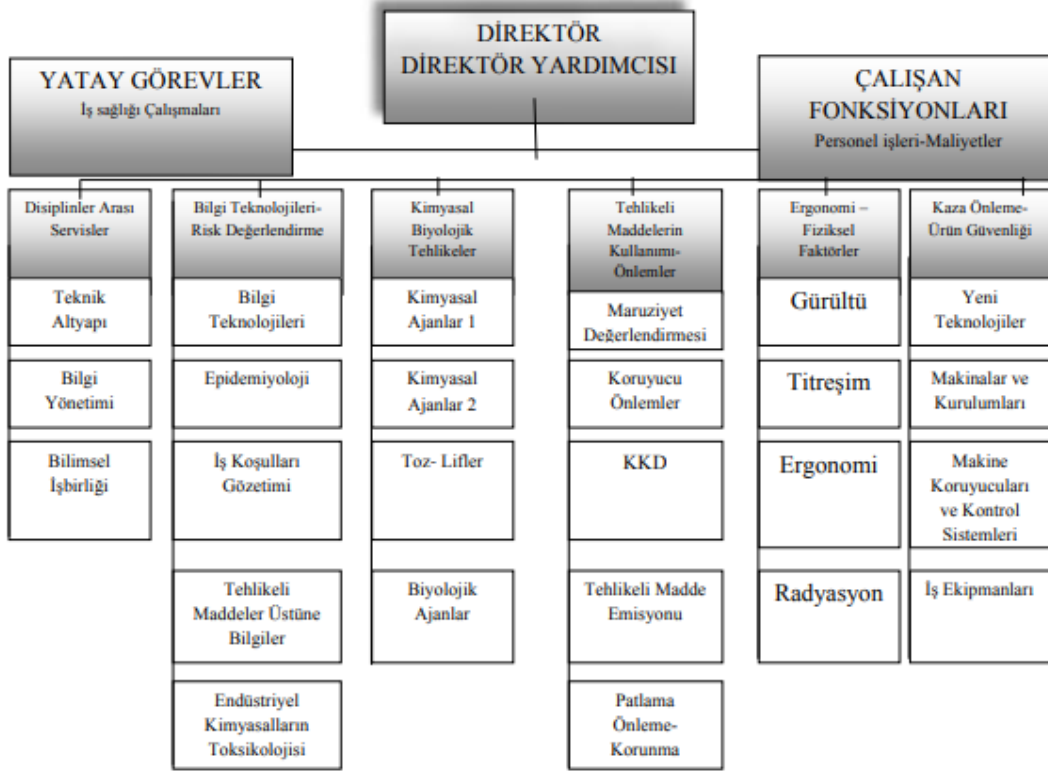 DİREKTÖR
DİREKTÖR YARDIMCISI
YATAY GÖREVLER
İş sağlığı Çalışmaları
ÇALIŞAN
FONKSİYONLARI
Personel işleri-Maliyetler
Disiplinler Arası
Servisler
Teknik
Altyapı
Bilgi
Yönetimi
Bilimsel
İşbirliği
Bilgi Teknolojileri-
Risk Değerlendirme
Bilgi
Teknolojileri
Epidemiyoloji
İş Koşulları
Gözetimi
Tehlikeli
Maddeler Üstüne
Bilgiler
Endüstriyel
Kimyasalların
Toksikolojisi
Kimyasal
Biyolojik
Tehlikeler
Kimyasal
Ajanlar 1
Kimyasal
Ajanlar 2
Toz- Lifler
Biyolojik
Ajanlar
Tehlikeli
Maddelerin
Kullanımı-
Önlemler
Maruziyet
Değerlendirmesi
Koruyucu
Önlemler
KKD
Tehlikeli Madde
Emisyonu
Patlama
Önleme-
Korunma
Ergonomi –
Fiziksel
Faktörler
Gürültü
Titreşim
Ergonomi
Radyasyon
Kaza Önleme-
Ürün Güvenliği
Yeni
Teknolojiler
Makinalar ve
Kurulumları
Makine
Koruyucuları
ve Kontrol
Sistemleri
İş Ekipmanları